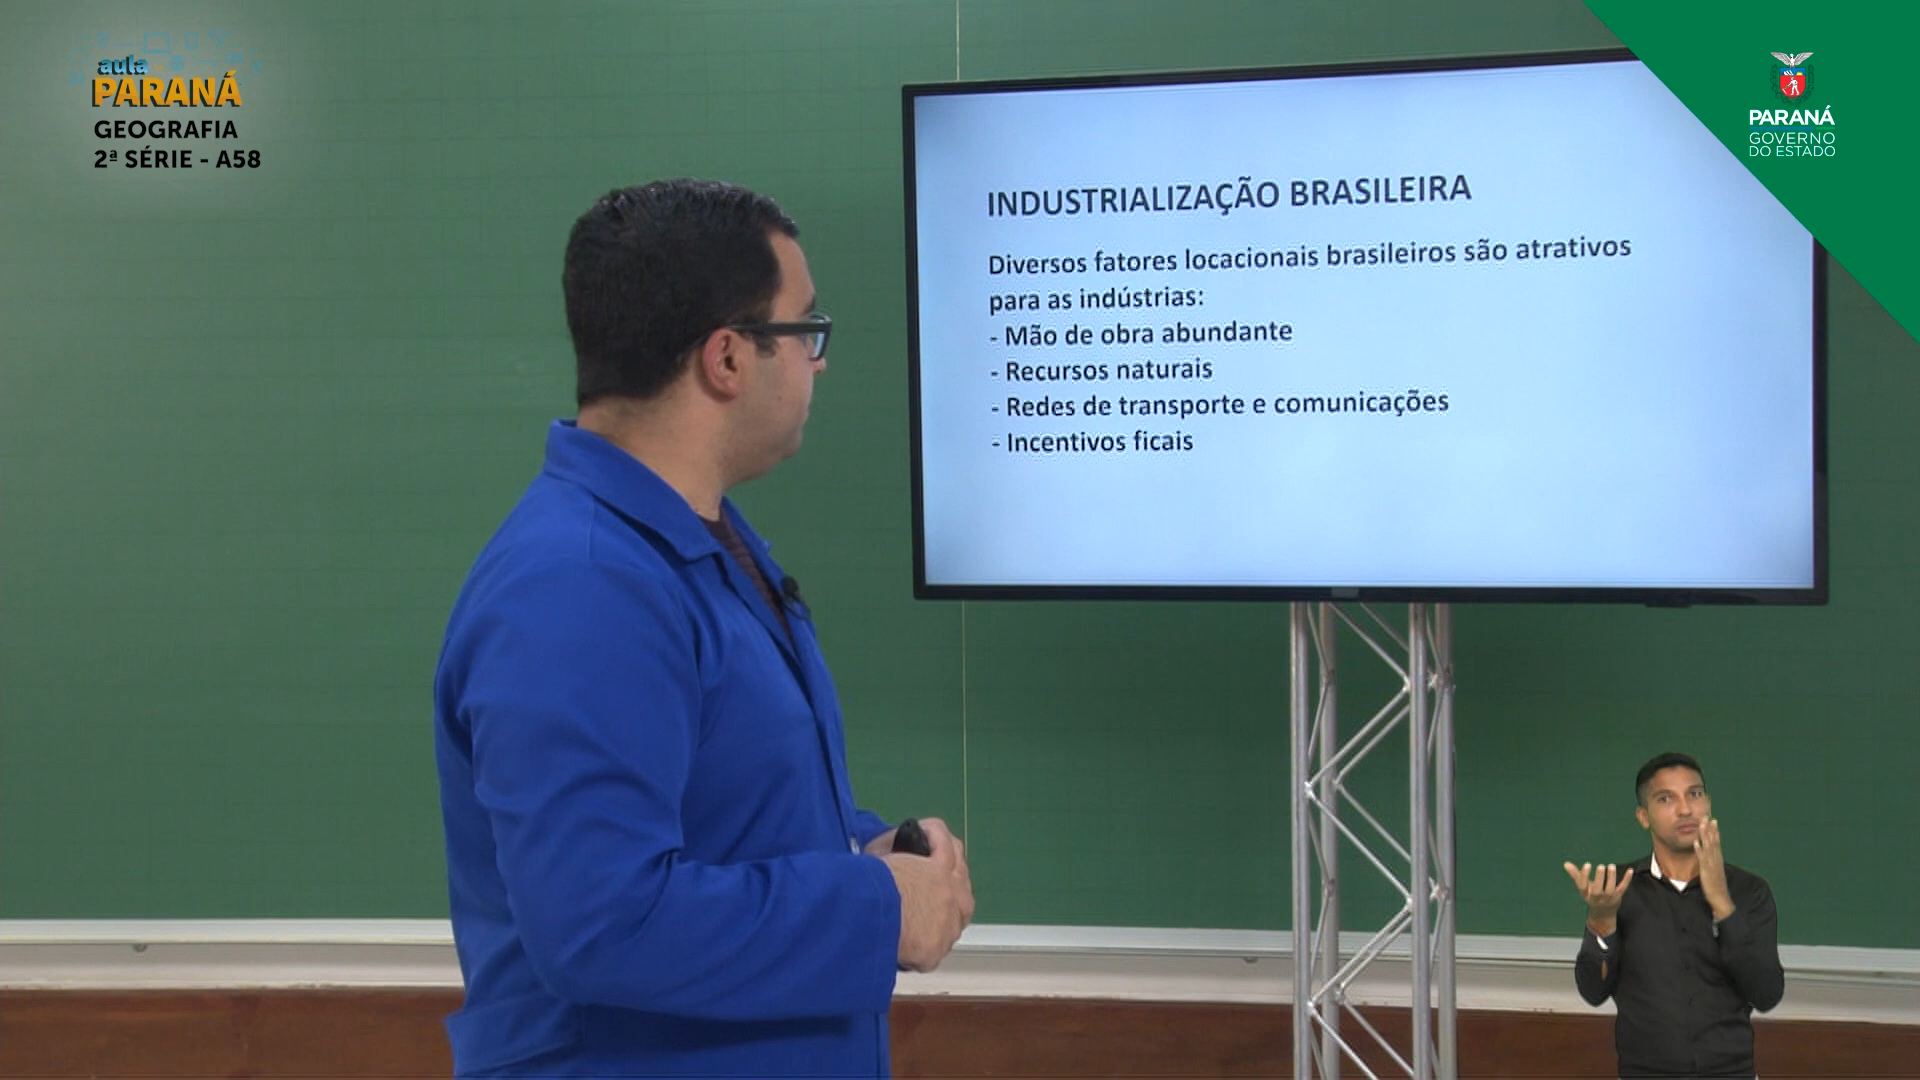 aula
PARANÁ
GEOGRAFIA
2ª SÉRIE - A58
INDUSTRIALIZAÇÃO BRASILEIRA
Diversos fatores locacionais brasileiros são atrativos
para as indústrias:
- Mão de obra abundante
- Recursos naturais
- Redes de transporte e comunicações
- Incentivos ficais
PARANÁ
GOVERNO
DO ESTADO